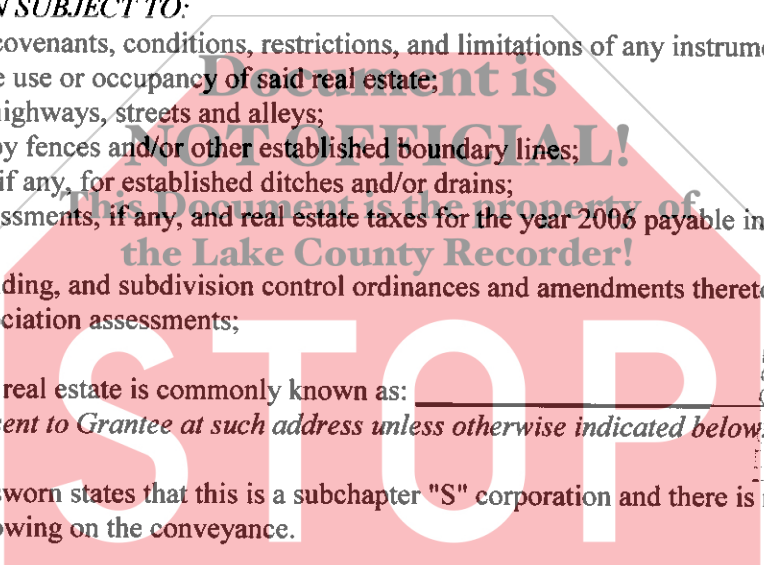 N SUBJECT TO:
covenants, conditions, restrictions, and limitations of any instrume
e use or occupancy of said real estate;
Document is
ighways, streets and alleys;
NOT OFFICIAL!
by fences and/or other established boundary lines;
if any, for established ditches and/or drains;
This Document is the property of
ssments, if any, and real estate taxes for the year 2006 payable in
the Lake County Recorder!
ding, and subdivision control ordinances and amendments thereto
ciation assessments;
STOP
real estate is commonly known as:
sent to Grantee at such address unless otherwise indicated below.
sworn states that this is a subchapter "S" corporation and there is
owing on the conveyance.